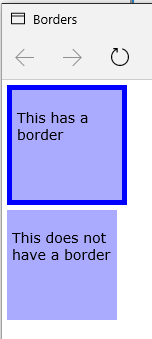 Borders
This has a
border
This does not
have a border